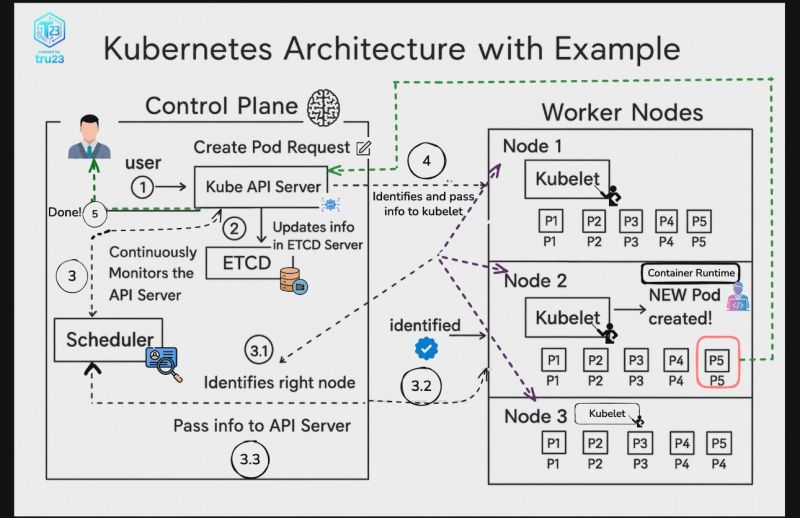 T23
created by
tru23
Kubernetes Architecture with Example
Control Plane
Worker Nodes
Create Pod Request
user
1
Kube API Server
Done!
5
2
Updates info
in ETCD Server
ETCD
3
Continuously
Monitors the
API Server
Scheduler
3.1
Identifies right node
Pass info to API Server
3.3
4
Identifies and pass
info to kubelet
identified
3.2
Node 1
Kubelet
P1 P2 P3 P4 P5
P1 P2 P3 P4 P5
Node 2
Container Runtime
Kubelet
NEW Pod
created!
P1 P2 P3 P4 P5
P1 P2 P3 P4 P5
Node 3
Kubelet
P1 P2 P3 P4 P5
P1 P2 P3 P4 P4